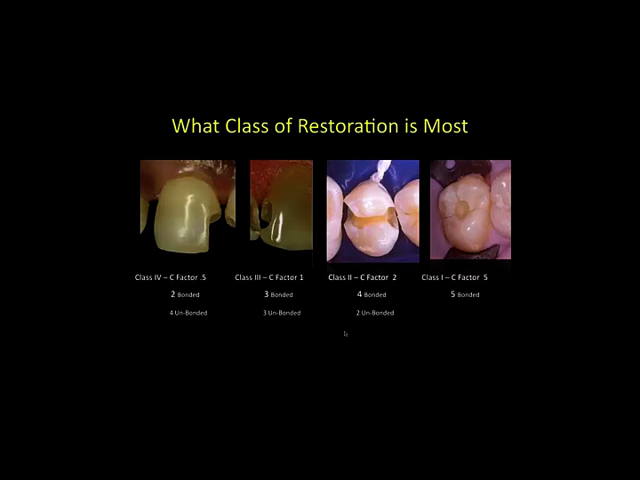 What Class of Restoration is Most
Class IV – C Factor .5
2 Bonded
4 Un-Bonded
Class III – C Factor 1
3 Bonded
3 Un-Bonded
Class II – C Factor 2
4 Bonded
2 Un-Bonded
Class I – C Factor 5
5 Bonded